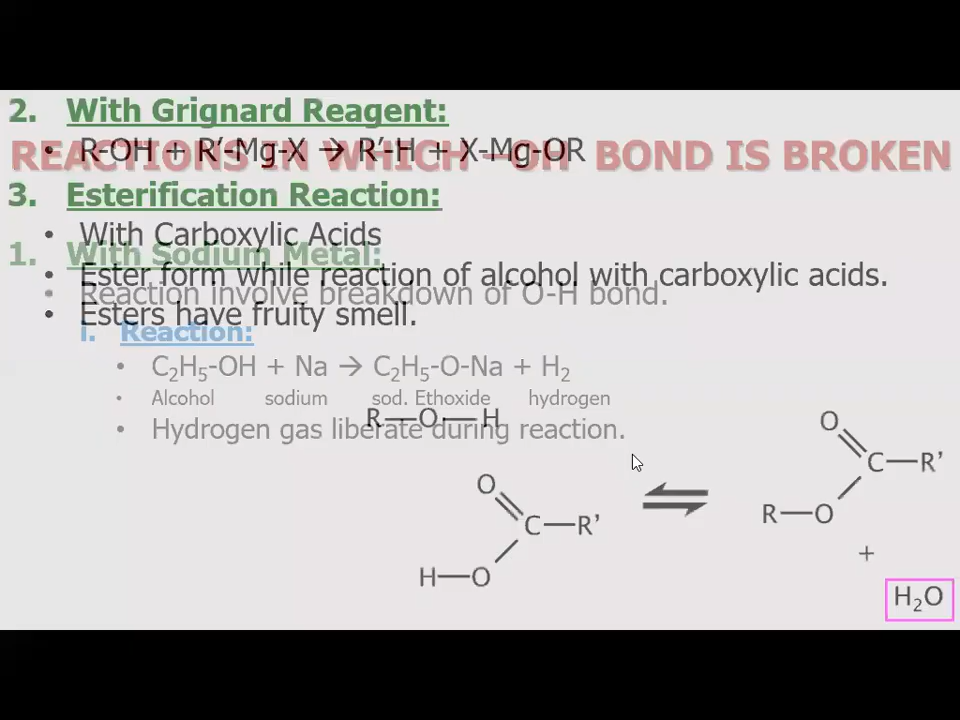 2. With Grignard Reagent:
• R-OH + R’-Mg-X → R’-H + X-Mg-OR
REACTIONS IN WHICH –OH BOND IS BROKEN
3. Esterification Reaction:
• With Carboxylic Acids
1. With Sodium Metal:
• Ester form while reaction of alcohol with carboxylic acids.
• Reaction involve breakdown of O-H bond.
• Esters have fruity smell.
i. Reaction:
• C₂H₅-OH + Na → C₂H₅-O-Na + H₂
• Alcohol sodium sod. Ethoxide hydrogen
R—O—H
• Hydrogen gas liberate during reaction.
O
C—R’
R—O
O
C—R’
H—O
+
H₂O